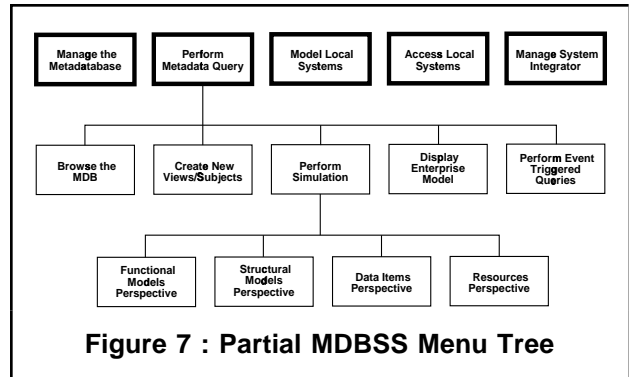 Manage the
Metadatabase
Perform
Metadata Query
Model Local
Systems
Access Local
Systems
Manage System
Integrator
Browse the
MDB
Create New
Views/Subjects
Perform
Simulation
Display
Enterprise
Model
Perform Event
Triggered
Queries
Functional
Models
Perspective
Structural
Models
Perspective
Data Items
Perspective
Resources
Perspective
Figure 7 : Partial MDBSS Menu Tree